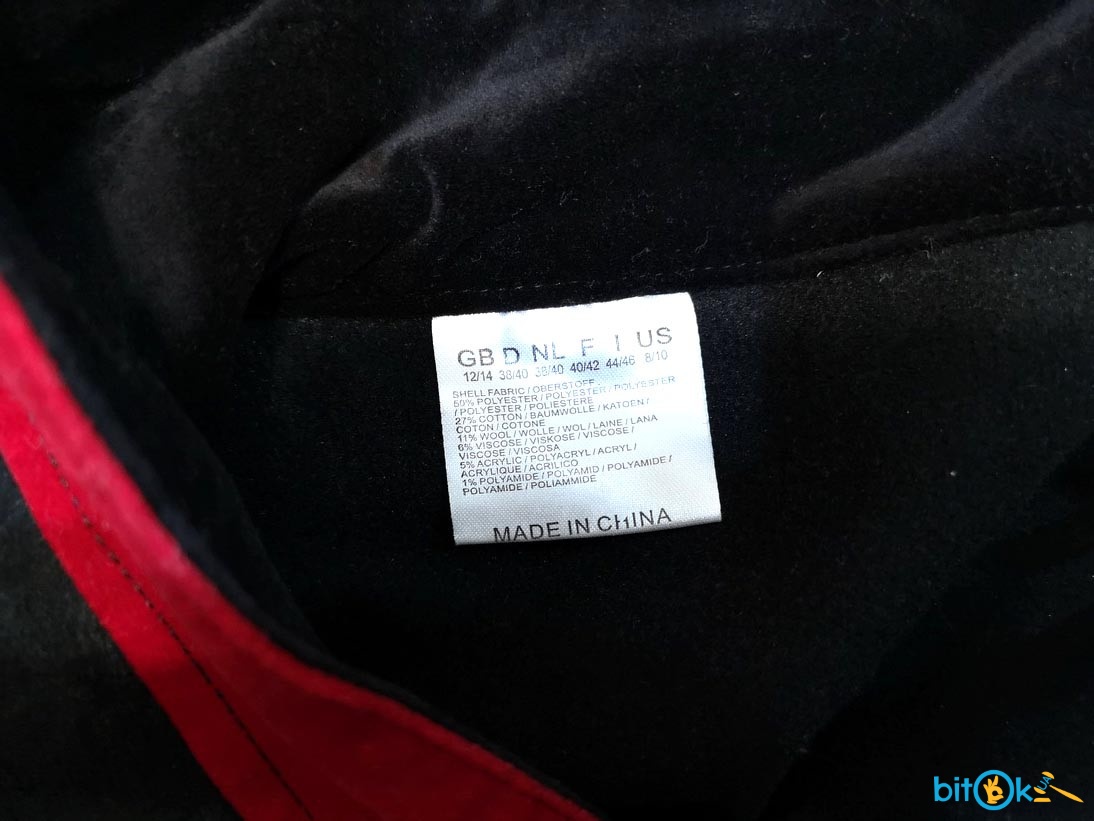 GB D NL F I US
12/14 38/40 38/40 40/42 44/46 8/10
SHELL FABRIC / OBERSTOFF
50% POLYESTER / POLYESTER / POLYESTER
/ POLYESTER / POLIESTERE
27% COTTON / BAUMWOLLE / KATOEN /
COTON / COTONE
11% WOOL / WOLLE / WOL / LAINE / LANA
6% VISCOSE / VISKOSE / VISCOSE /
VISCOSE / VISCOSA
5% ACRYLIC / POLYACRYL / ACRYL /
ACRYLIQUE / ACRILICO
1% POLYAMIDE / POLYAMID / POLYAMIDE /
POLYAMIDE / POLIAMMIDE
MADE IN CHINA
bitOk UA